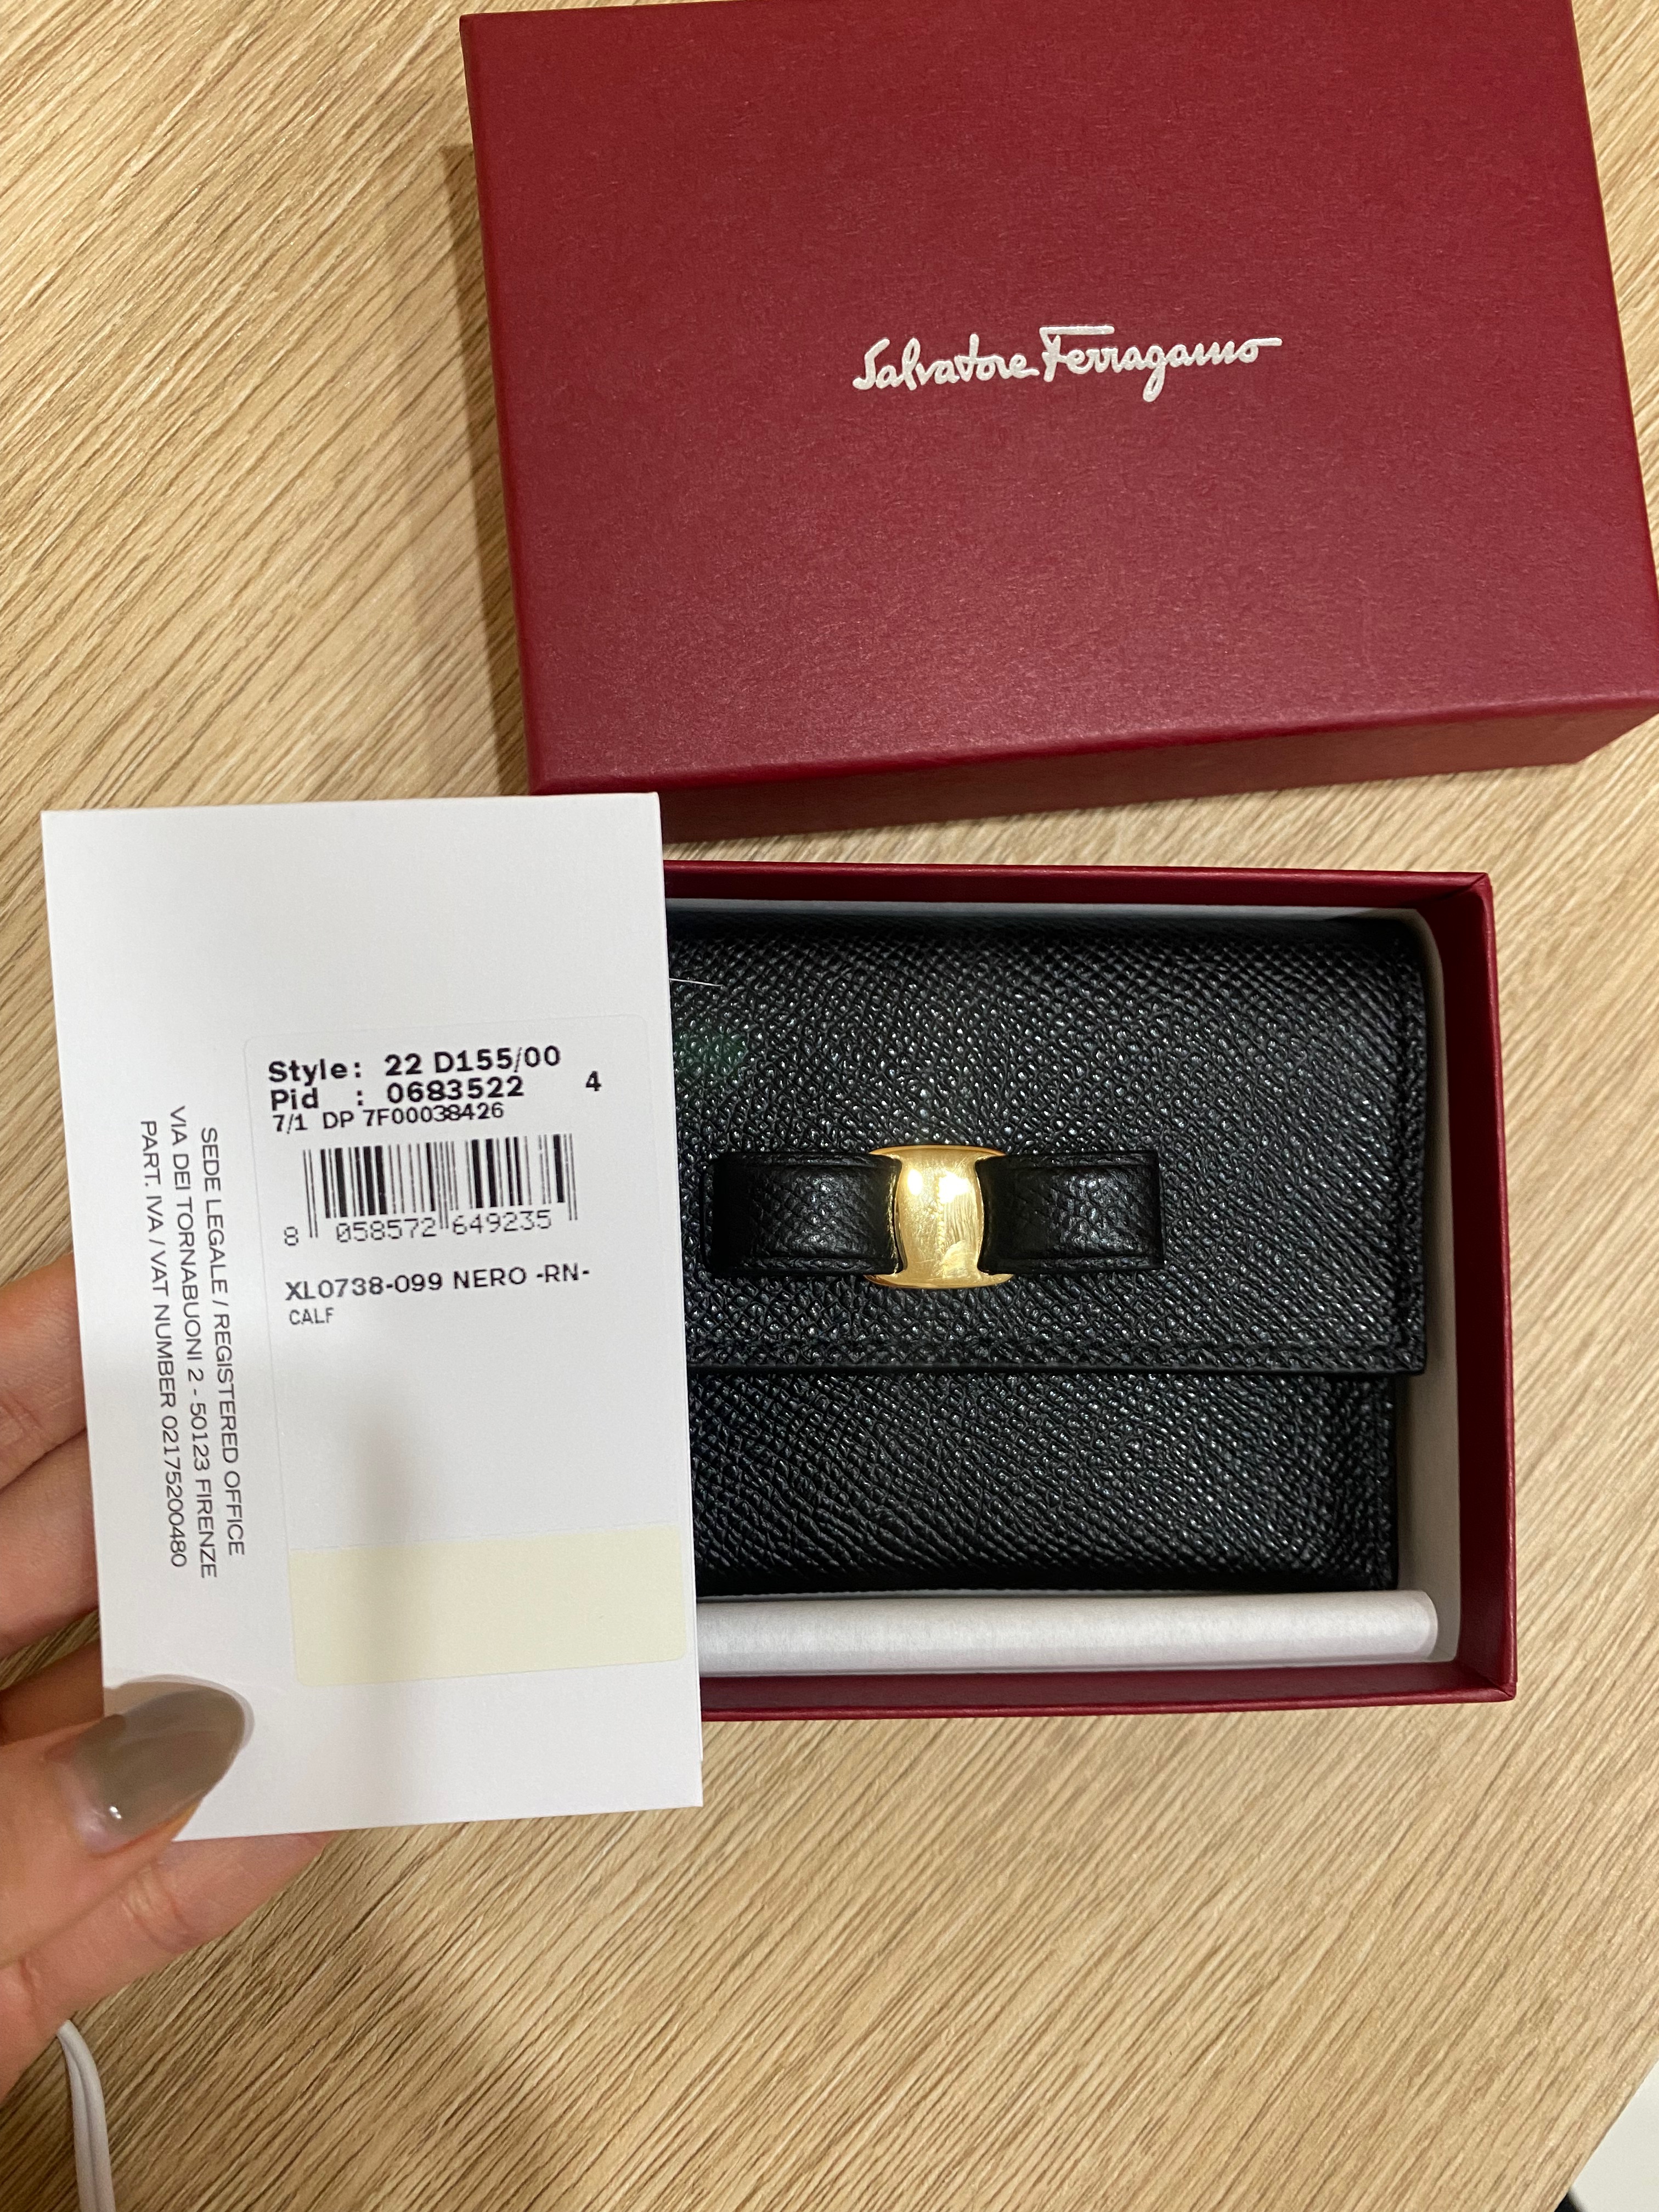 Salvatore Ferragamo
Style: 22 D155/00
Pid : 0683522 4
7/1 DP 7F00038426
8 058572 649235
XL0738-099 NERO -RN-
CALF
SEDE LEGALE / REGISTERED OFFICE
VIA DEI TORNABUONI 2 - 50123 FIRENZE
PART. IVA / VAT NUMBER 02175200480